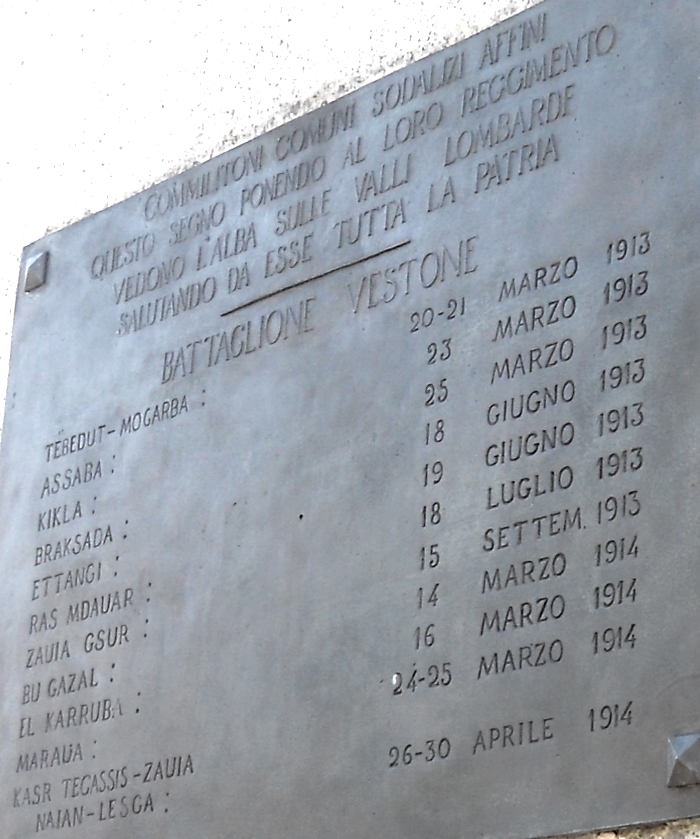 COMMILITONI COMUNI SODALIZI AFFINI
QUESTO SEGNO PONENDO AL LORO REGGIMENTO
VEDONO L'ALBA SULLE VALLI LOMBARDE
SALUTANDO DA ESSE TUTTA LA PATRIA
BATTAGLIONE VESTONE
TEBEDUT-MOGARBA : 20-21 MARZO 1913
ASSABA : 23 MARZO 1913
KIKLA : 25 MARZO 1913
BRAKSADA : 18 GIUGNO 1913
ETTANGI : 19 GIUGNO 1913
RAS MDAUAR : 18 LUGLIO 1913
ZAUIA GSUR : 15 SETTEM. 1913
BU GAZAL : 14 MARZO 1914
EL KARRUBA : 16 MARZO 1914
MARAUA : 24-25 MARZO 1914
KASR TEGASSIS-ZAUIA
NAIAN-LESGA : 26-30 APRILE 1914